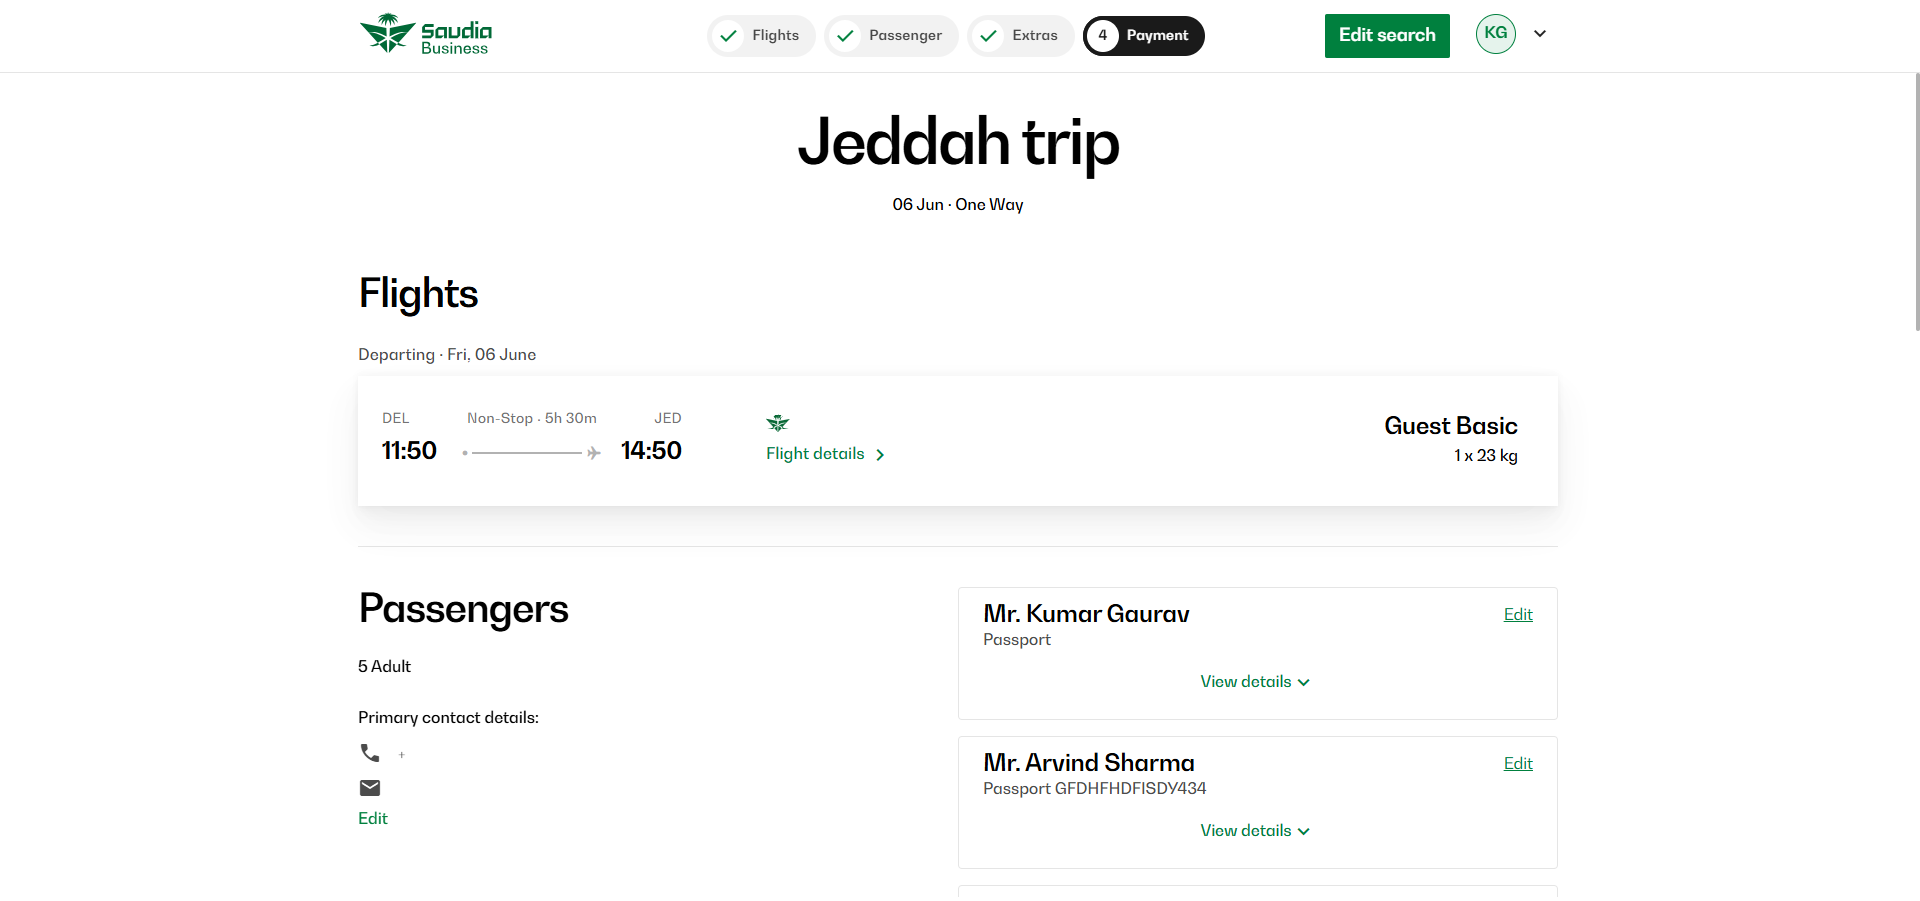 Saudia
Business
Flights
Passenger
Extras
4 Payment
Edit search
KG
Jeddah trip
06 Jun · One Way
Flights
Departing · Fri, 06 June
DEL Non-Stop · 5h 30m JED
11:50 14:50
Flight details
Guest Basic
1 x 23 kg
Passengers
5 Adult
Primary contact details:
+
Edit
Mr. Kumar Gaurav
Edit
Passport
View details
Mr. Arvind Sharma
Edit
Passport GFDHFHDFISDY434
View details